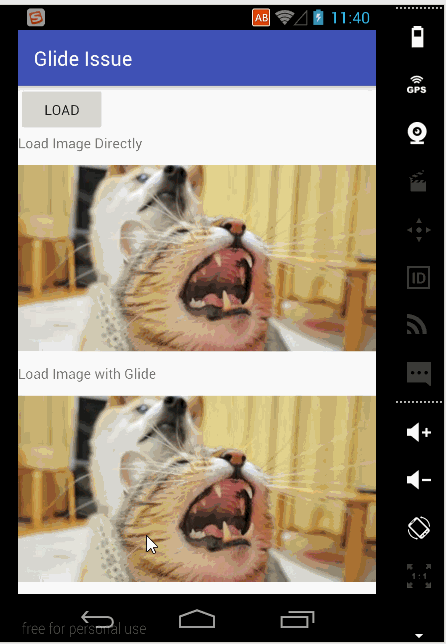 AB 11:40
Glide Issue
GPS
LOAD
Load Image Directly
ID
Load Image with Glide
1:1
free for personal use